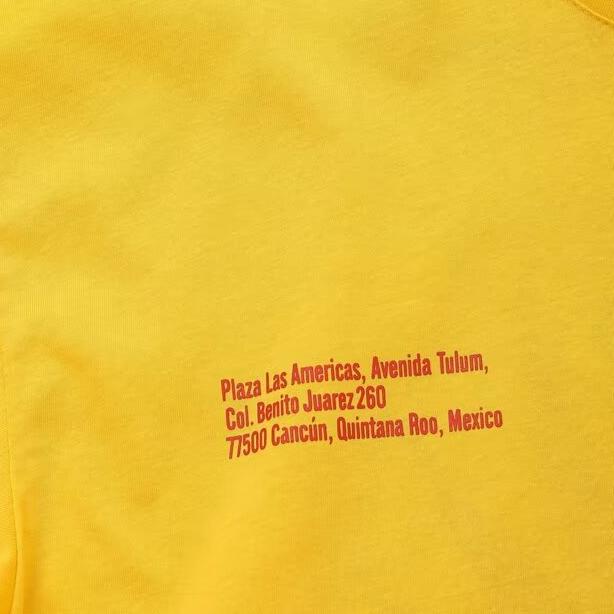 Plaza Las Americas, Avenida Tulum,
Col. Benito Juarez 260
77500 Cancún, Quintana Roo, Mexico